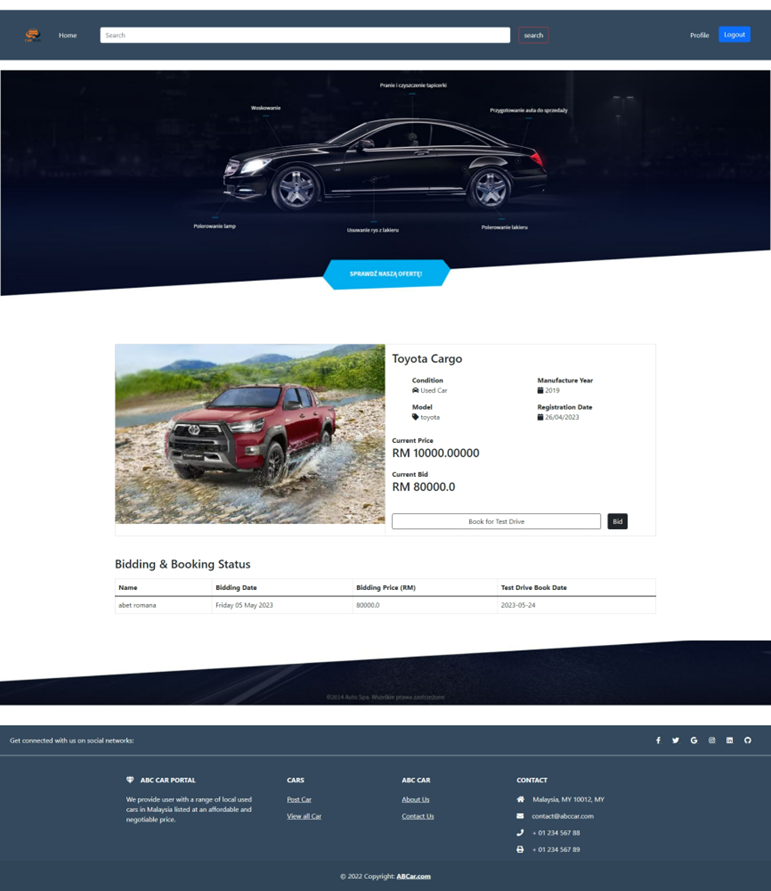 Home
Search
search
Profile
Logout
Pranie i czyszczenie tapicerki
Woskowanie
Przygotowanie auta do sprzedaży
Polerowanie lamp
Usuwanie rys z lakieru
Polerowanie lakieru
SPRAWDŹ NASZĄ OFERTĘ!
Toyota Cargo
Condition
Used Car
Manufacture Year
2019
Model
toyota
Registration Date
26/04/2023
Current Price
RM 10000.00000
Current Bid
RM 80000.0
Book for Test Drive
Bid
Bidding & Booking Status
Name Bidding Date Bidding Price (RM) Test Drive Book Date
abet romana Friday 05 May 2023 80000.0 2023-05-24
©2014 Auto Spa. Wszelkie prawa zastrzeżone
Get connected with us on social networks:
ABC CAR PORTAL
We provide user with a range of local used
cars in Malaysia listed at an affordable and
negotiable price.
CARS
Post Car
View all Car
ABC CAR
About Us
Contact Us
CONTACT
Malaysia, MY 10012, MY
contact@abccar.com
+ 01 234 567 88
+ 01 234 567 89
© 2022 Copyright: ABCar.com